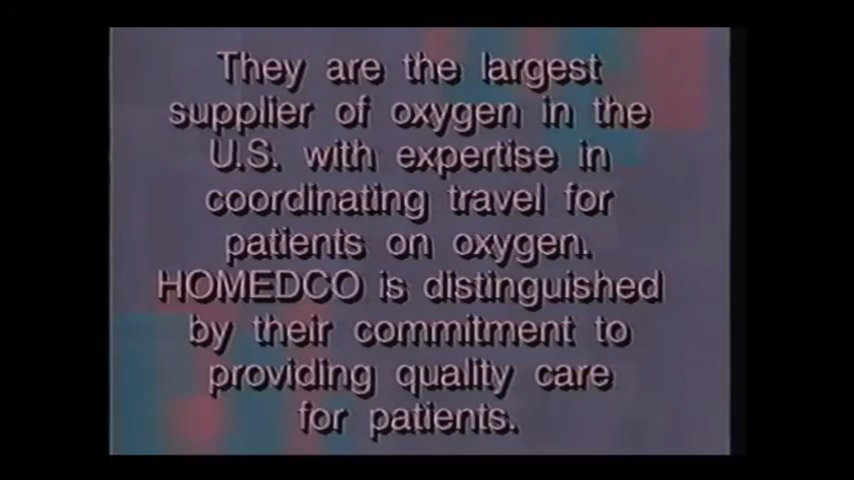 They are the largest
supplier of oxygen in the
U.S. with expertise in
coordinating travel for
patients on oxygen.
HOMEDCO is distinguished
by their commitment to
providing quality care
for patients.